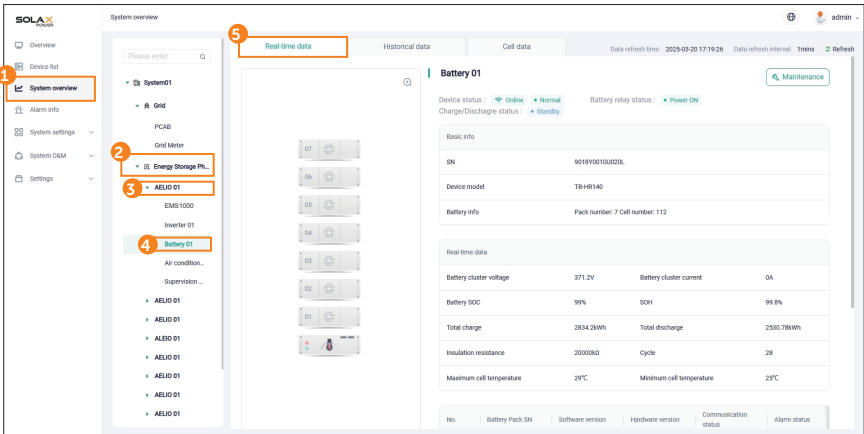 SOLAX
POWER
System overview
admin
Overview
Device list
1
System overview
Alarm info
System settings
System O&M
Settings
Please enter
System01
Grid
PCAB
Grid Meter
2
Energy Storage Ph...
3
AELIO 01
EMS1000
Inverter 01
4
Battery 01
Air condition...
Supervision ...
AELIO 01
AELIO 01
ALEIO 01
AELIO 01
AELIO 01
AELIO 01
AELIO 01
5
Real-time data
Historical data
Cell data
Data refresh time: 2025-03-20 17:19:26 Data refresh interval: 1mins Refresh
07
06
05
04
03
02
01
Battery 01
Maintenance
Device status : Online Normal Battery relay status : Power ON
Charge/Dischagre status : Standby
Basic info
SN 9018Y0010U020L
Device model TB-HR140
Battery info Pack number: 7 Cell number: 112
Real-time data
Battery cluster voltage 371.2V Battery cluster current 0A
Battery SOC 99% SOH 99.8%
Total charge 2834.2kWh Total discharge 2530.78kWh
Insulation resistance 20000kΩ Cycle 28
Maximum cell temperature 29℃ Minimum cell temperature 25℃
No. Battery Pack SN Software version Hardware version Communication status Alarm status